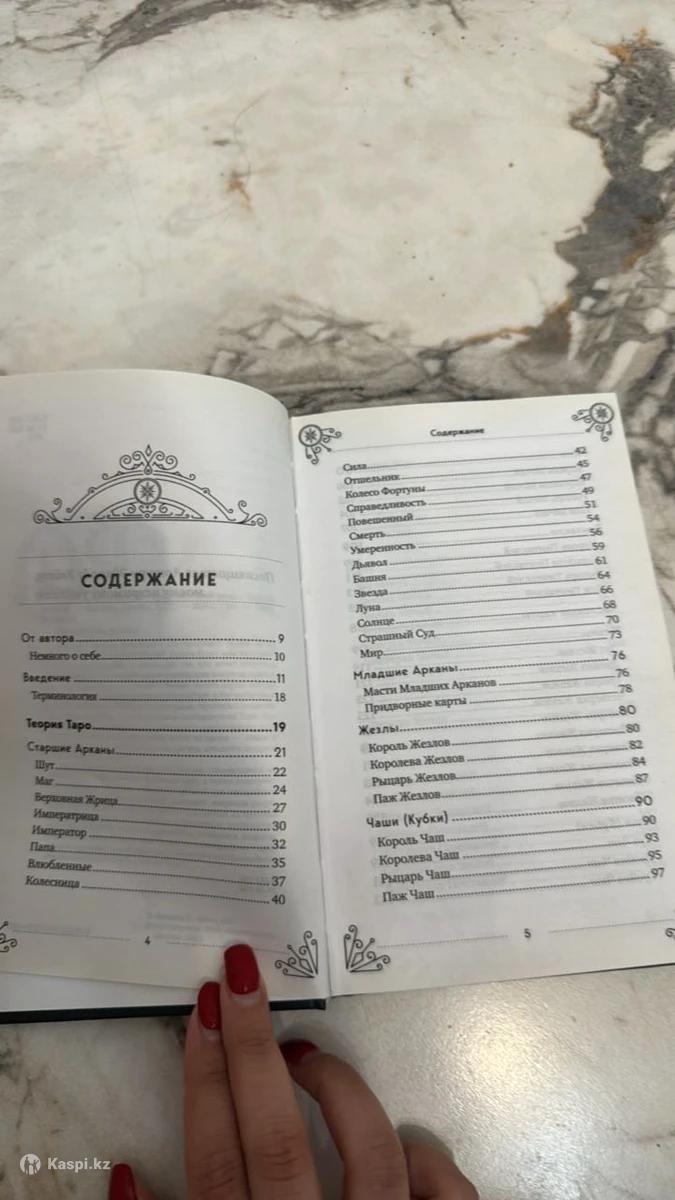 СОДЕРЖАНИЕ
От автора 9
Немного о себе 10
Введение 11
Терминология 18
Теория Таро 19
Старшие Арканы 21
Шут 22
Маг 24
Верховная Жрица 27
Императрица 30
Император 32
Папа 35
Влюбленные 37
Колесница 40
4
Содержание
Сила 42
Отшельник 45
Колесо Фортуны 47
Справедливость 49
Повешенный 51
Смерть 54
Умеренность 56
Дьявол 59
Башня 61
Звезда 64
Луна 66
Солнце 68
Страшный Суд 70
Мир 73
Младшие Арканы 76
Масти Младших Арканов 76
Придворные карты 78
Жезлы 80
Король Жезлов 80
Королева Жезлов 82
Рыцарь Жезлов 84
Паж Жезлов 87
Чаши (Кубки) 90
Король Чаш 90
Королева Чаш 93
Рыцарь Чаш 95
Паж Чаш 97
5
Kaspi.kz